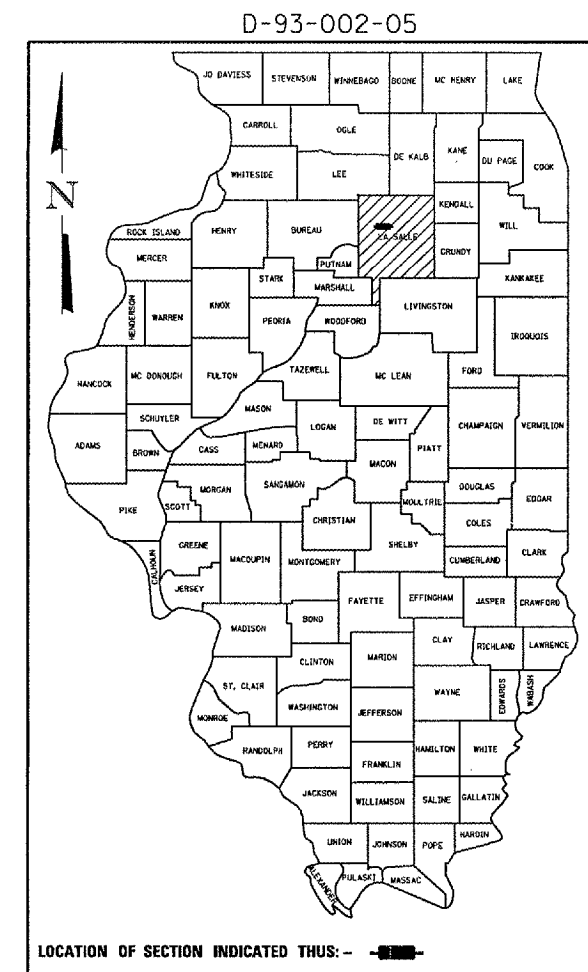 D-93-002-05
JO DAVIESS STEVENSON WINNEBAGO BOONE MC HENRY LAKE
CARROLL OGLE
DE KALB KANE
DU PAGE COOK
WHITESIDE LEE
KENDALL
WILL
ROCK ISLAND HENRY BUREAU LA SALLE
GRUNDY
MERCER PUTNAM
KANKAKEE
STARK
MARSHALL
HENDERSON WARREN KNOX LIVINGSTON
PEORIA WOODFORD
IROQUOIS
FORD
HANCOCK MC DONOUGH FULTON TAZEWELL MC LEAN
MASON
SCHUYLER LOGAN DE WITT CHAMPAIGN VERMILION
ADAMS BROWN CASS MENARD PIATT
MACON
SANGAMON DOUGLAS
MORGAN MOULTRIE EDGAR
PIKE SCOTT
CHRISTIAN COLES
GREENE SHELBY
CALHOUN MACOUPIN MONTGOMERY CUMBERLAND CLARK
JERSEY
FAYETTE EFFINGHAM JASPER CRAWFORD
MADISON BOND
CLAY RICHLAND LAWRENCE
CLINTON MARION
ST. CLAIR WAYNE EDWARDS WABASH
WASHINGTON
MONROE JEFFERSON
RANDOLPH PERRY HAMILTON WHITE
FRANKLIN
JACKSON WILLIAMSON SALINE GALLATIN
UNION JOHNSON POPE HARDIN
ALEXANDER PULASKI MASSAC
N
LOCATION OF SECTION INDICATED THUS: -